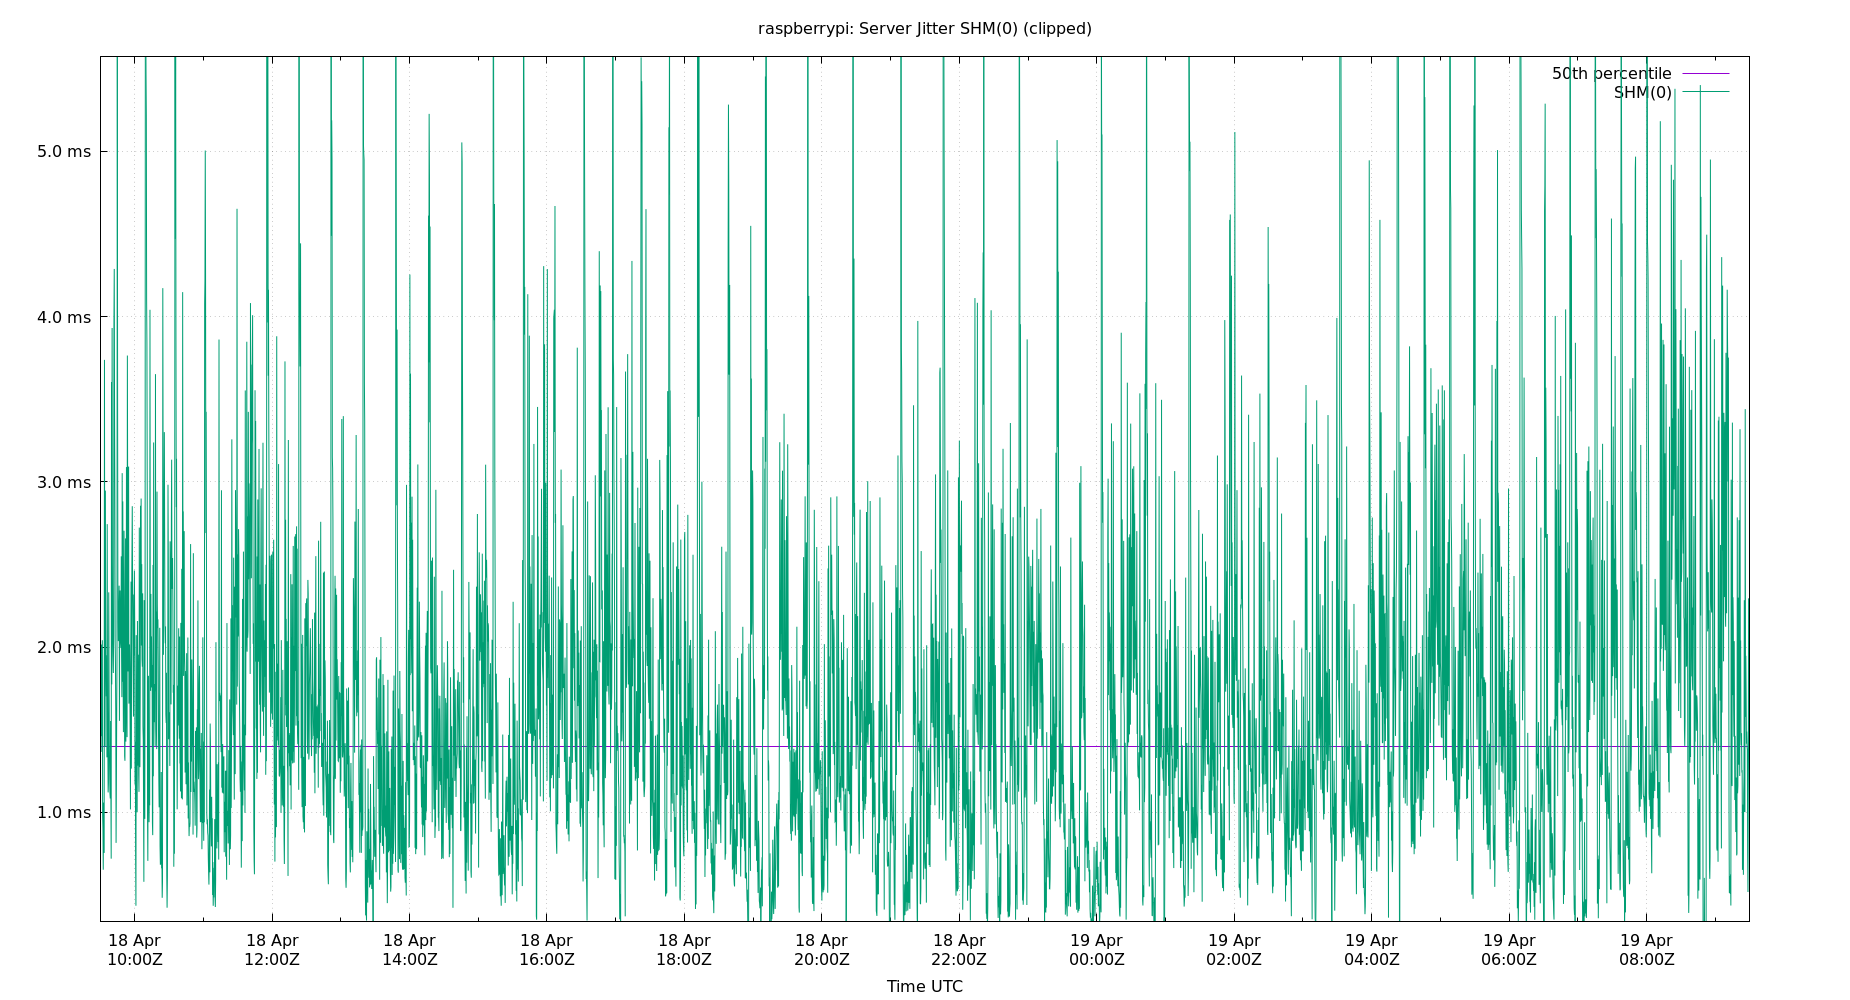 raspberrypi: Server Jitter SHM(0) (clipped)
50th percentile
SHM(0)
5.0 ms
4.0 ms
3.0 ms
2.0 ms
1.0 ms
18 Apr 18 Apr 18 Apr 18 Apr 18 Apr 18 Apr 18 Apr 19 Apr 19 Apr 19 Apr 19 Apr 19 Apr
10:00Z 12:00Z 14:00Z 16:00Z 18:00Z 20:00Z 22:00Z 00:00Z 02:00Z 04:00Z 06:00Z 08:00Z
Time UTC